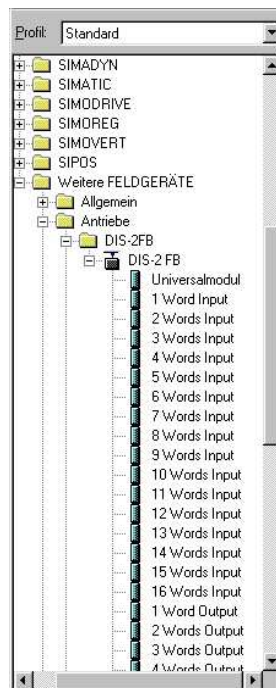 Profil: Standard
SIMADYN
SIMATIC
SIMODRIVE
SIMOREG
SIMOVERT
SIPOS
Weitere FELDGERÄTE
Allgemein
Antriebe
DIS-2FB
DIS-2 FB
Universalmodul
1 Word Input
2 Words Input
3 Words Input
4 Words Input
5 Words Input
6 Words Input
7 Words Input
8 Words Input
9 Words Input
10 Words Input
11 Words Input
12 Words Input
13 Words Input
14 Words Input
15 Words Input
16 Words Input
1 Word Output
2 Words Output
3 Words Output
4 Words Output